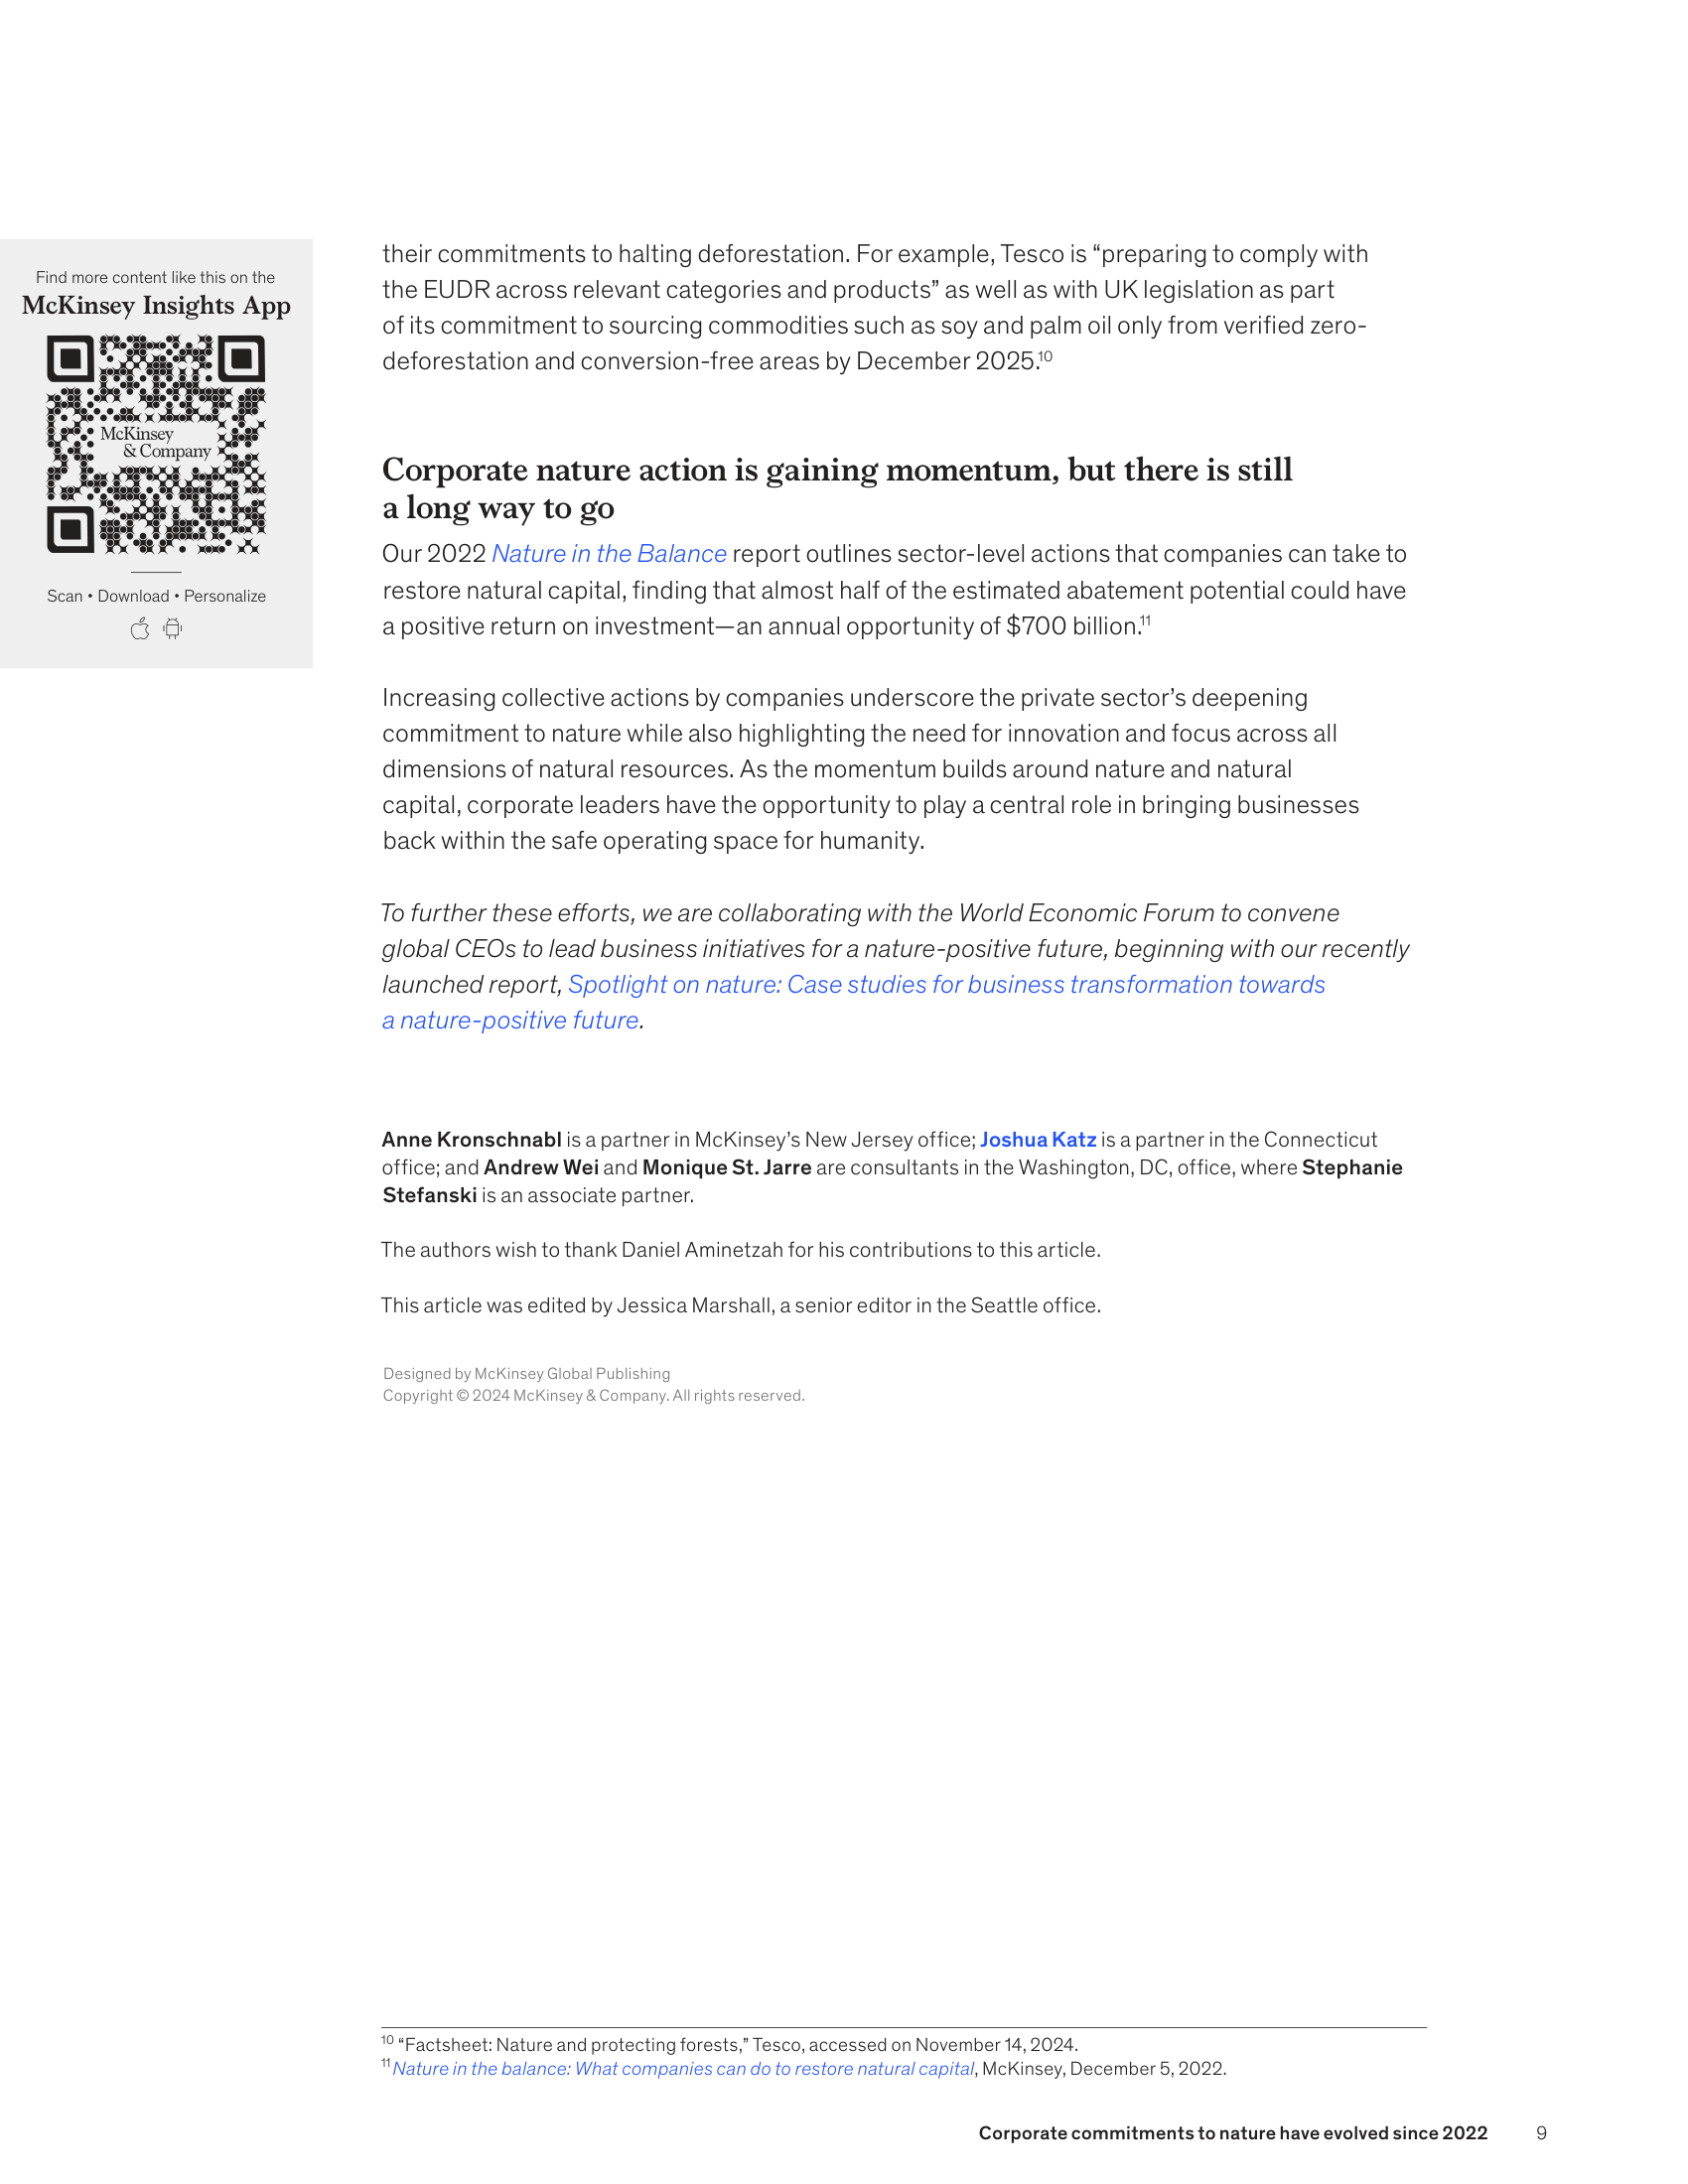 Find more content like this on the
McKinsey Insights App
McKinsey
& Company
Scan • Download • Personalize
their commitments to halting deforestation. For example, Tesco is “preparing to comply with
the EUDR across relevant categories and products” as well as with UK legislation as part
of its commitment to sourcing commodities such as soy and palm oil only from verified zero-
deforestation and conversion-free areas by December 2025.¹⁰
Corporate nature action is gaining momentum, but there is still
a long way to go
Our 2022 Nature in the Balance report outlines sector-level actions that companies can take to
restore natural capital, finding that almost half of the estimated abatement potential could have
a positive return on investment—an annual opportunity of $700 billion.¹¹
Increasing collective actions by companies underscore the private sector’s deepening
commitment to nature while also highlighting the need for innovation and focus across all
dimensions of natural resources. As the momentum builds around nature and natural
capital, corporate leaders have the opportunity to play a central role in bringing businesses
back within the safe operating space for humanity.
To further these efforts, we are collaborating with the World Economic Forum to convene
global CEOs to lead business initiatives for a nature-positive future, beginning with our recently
launched report, Spotlight on nature: Case studies for business transformation towards
a nature-positive future.
Anne Kronschnabl is a partner in McKinsey’s New Jersey office; Joshua Katz is a partner in the Connecticut
office; and Andrew Wei and Monique St. Jarre are consultants in the Washington, DC, office, where Stephanie
Stefanski is an associate partner.
The authors wish to thank Daniel Aminetzah for his contributions to this article.
This article was edited by Jessica Marshall, a senior editor in the Seattle office.
Designed by McKinsey Global Publishing
Copyright © 2024 McKinsey & Company. All rights reserved.
¹⁰ “Factsheet: Nature and protecting forests,” Tesco, accessed on November 14, 2024.
¹¹ Nature in the balance: What companies can do to restore natural capital, McKinsey, December 5, 2022.
Corporate commitments to nature have evolved since 2022 9